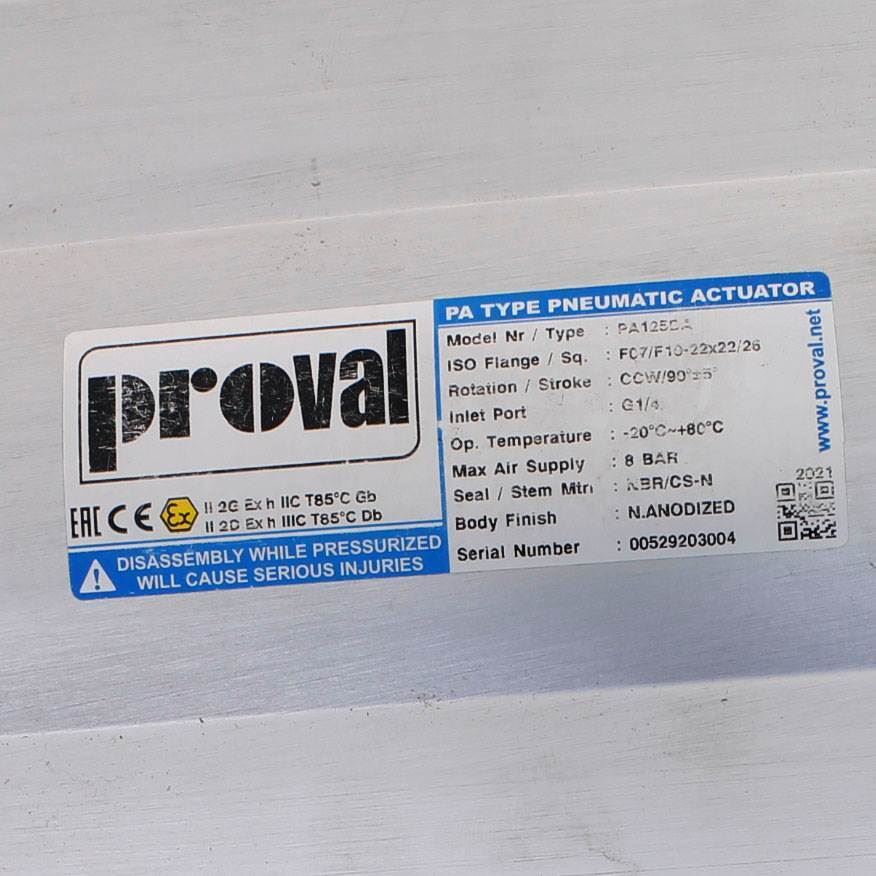 proval
EAC CE Ex II 2G Ex h IIC T85°C Gb
II 2D Ex h IIIC T85°C Db
DISASSEMBLY WHILE PRESSURIZED
WILL CAUSE SERIOUS INJURIES
PA TYPE PNEUMATIC ACTUATOR
Model Nr / Type : PA125DA
ISO Flange / Sq. : F07/F10-22x22/26
Rotation / Stroke : CCW/90°±5°
Inlet Port : G1/4
Op. Temperature : -20°C~+80°C
Max Air Supply : 8 BAR
Seal / Stem Mtrl : NBR/CS-N
Body Finish : N.ANODIZED
Serial Number : 00529203004
www.proval.net
2021